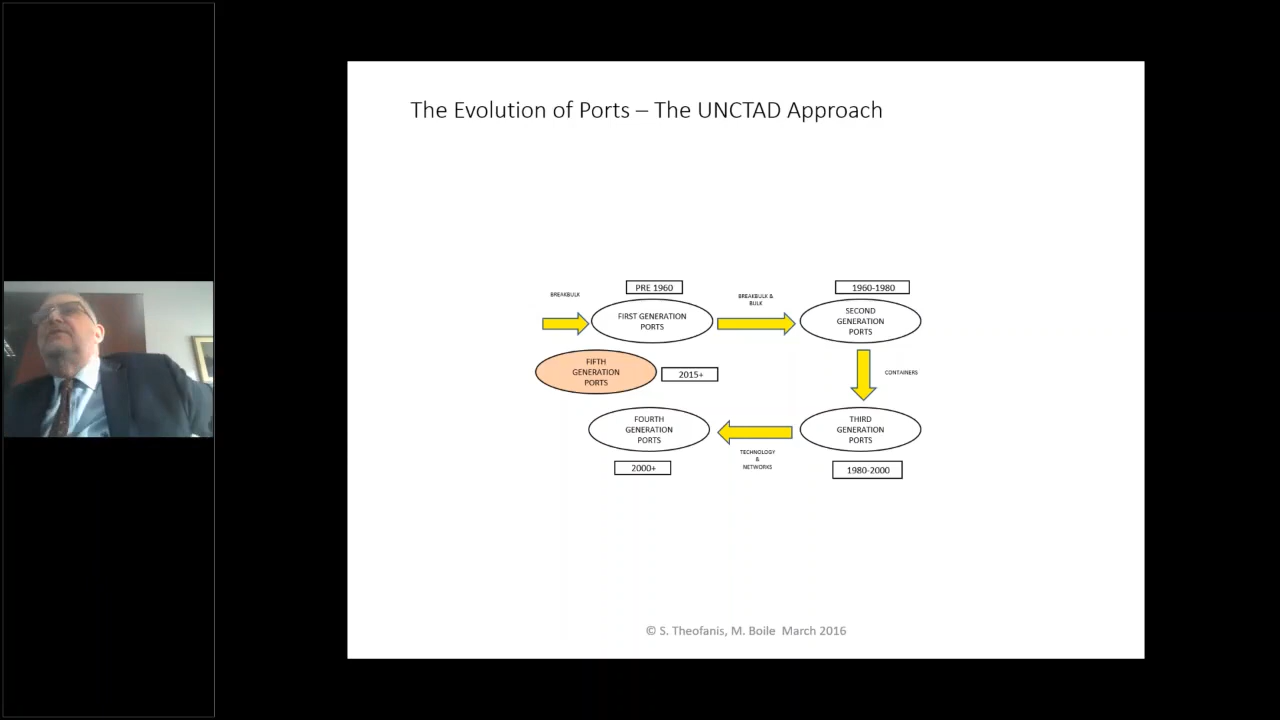 The Evolution of Ports – The UNCTAD Approach
BREAKBULK
PRE 1960
FIRST GENERATION
PORTS
BREAKBULK &
BULK
1960-1980
SECOND
GENERATION
PORTS
CONTAINERS
THIRD
GENERATION
PORTS
1980-2000
TECHNOLOGY
&
NETWORKS
FOURTH
GENERATION
PORTS
2000+
FIFTH
GENERATION
PORTS
2015+
© S. Theofanis, M. Boile March 2016